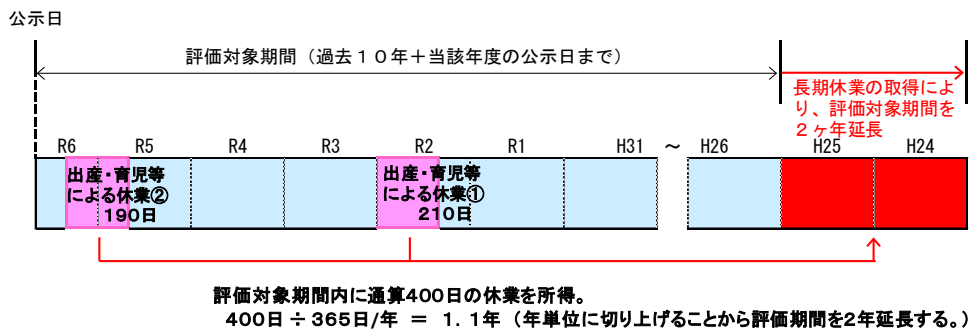 公示日
評価対象期間（過去１０年＋当該年度の公示日まで）
長期休業の取得によ
り、評価対象期間を
２ヶ年延長
R6 R5 R4 R3 R2 R1 H31 ～ H26 H25 H24
出産・育児等
による休業②
190日
出産・育児等
による休業①
210日
評価対象期間内に通算400日の休業を所得。
400日 ÷ 365日/年 ＝ 1．1年 （年単位に切り上げることから評価期間を2年延長する。）